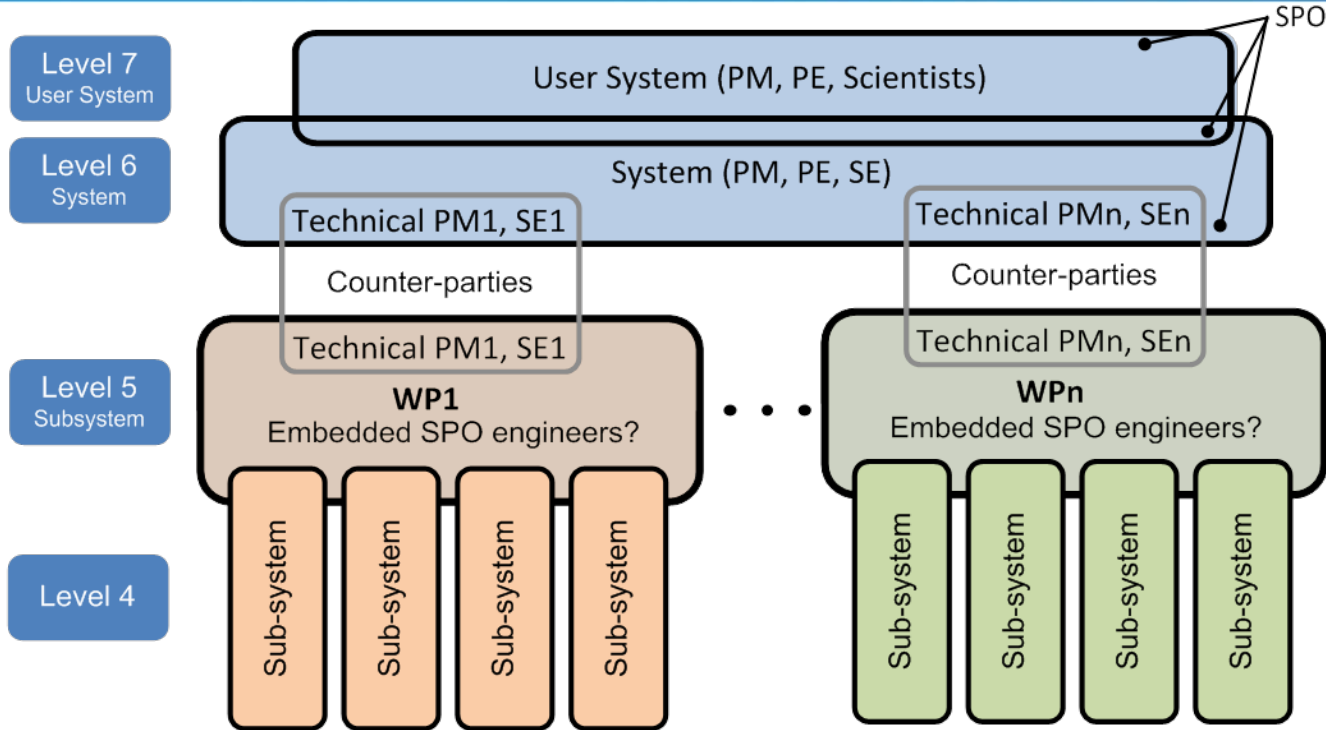 SPO
Level 7
User System
User System (PM, PE, Scientists)
Level 6
System
System (PM, PE, SE)
Technical PM1, SE1
Technical PMn, SEn
Counter-parties
Counter-parties
Technical PM1, SE1
Technical PMn, SEn
Level 5
Subsystem
WP1
Embedded SPO engineers?
• • •
WPn
Embedded SPO engineers?
Level 4
Sub-system
Sub-system
Sub-system
Sub-system
Sub-system
Sub-system
Sub-system
Sub-system